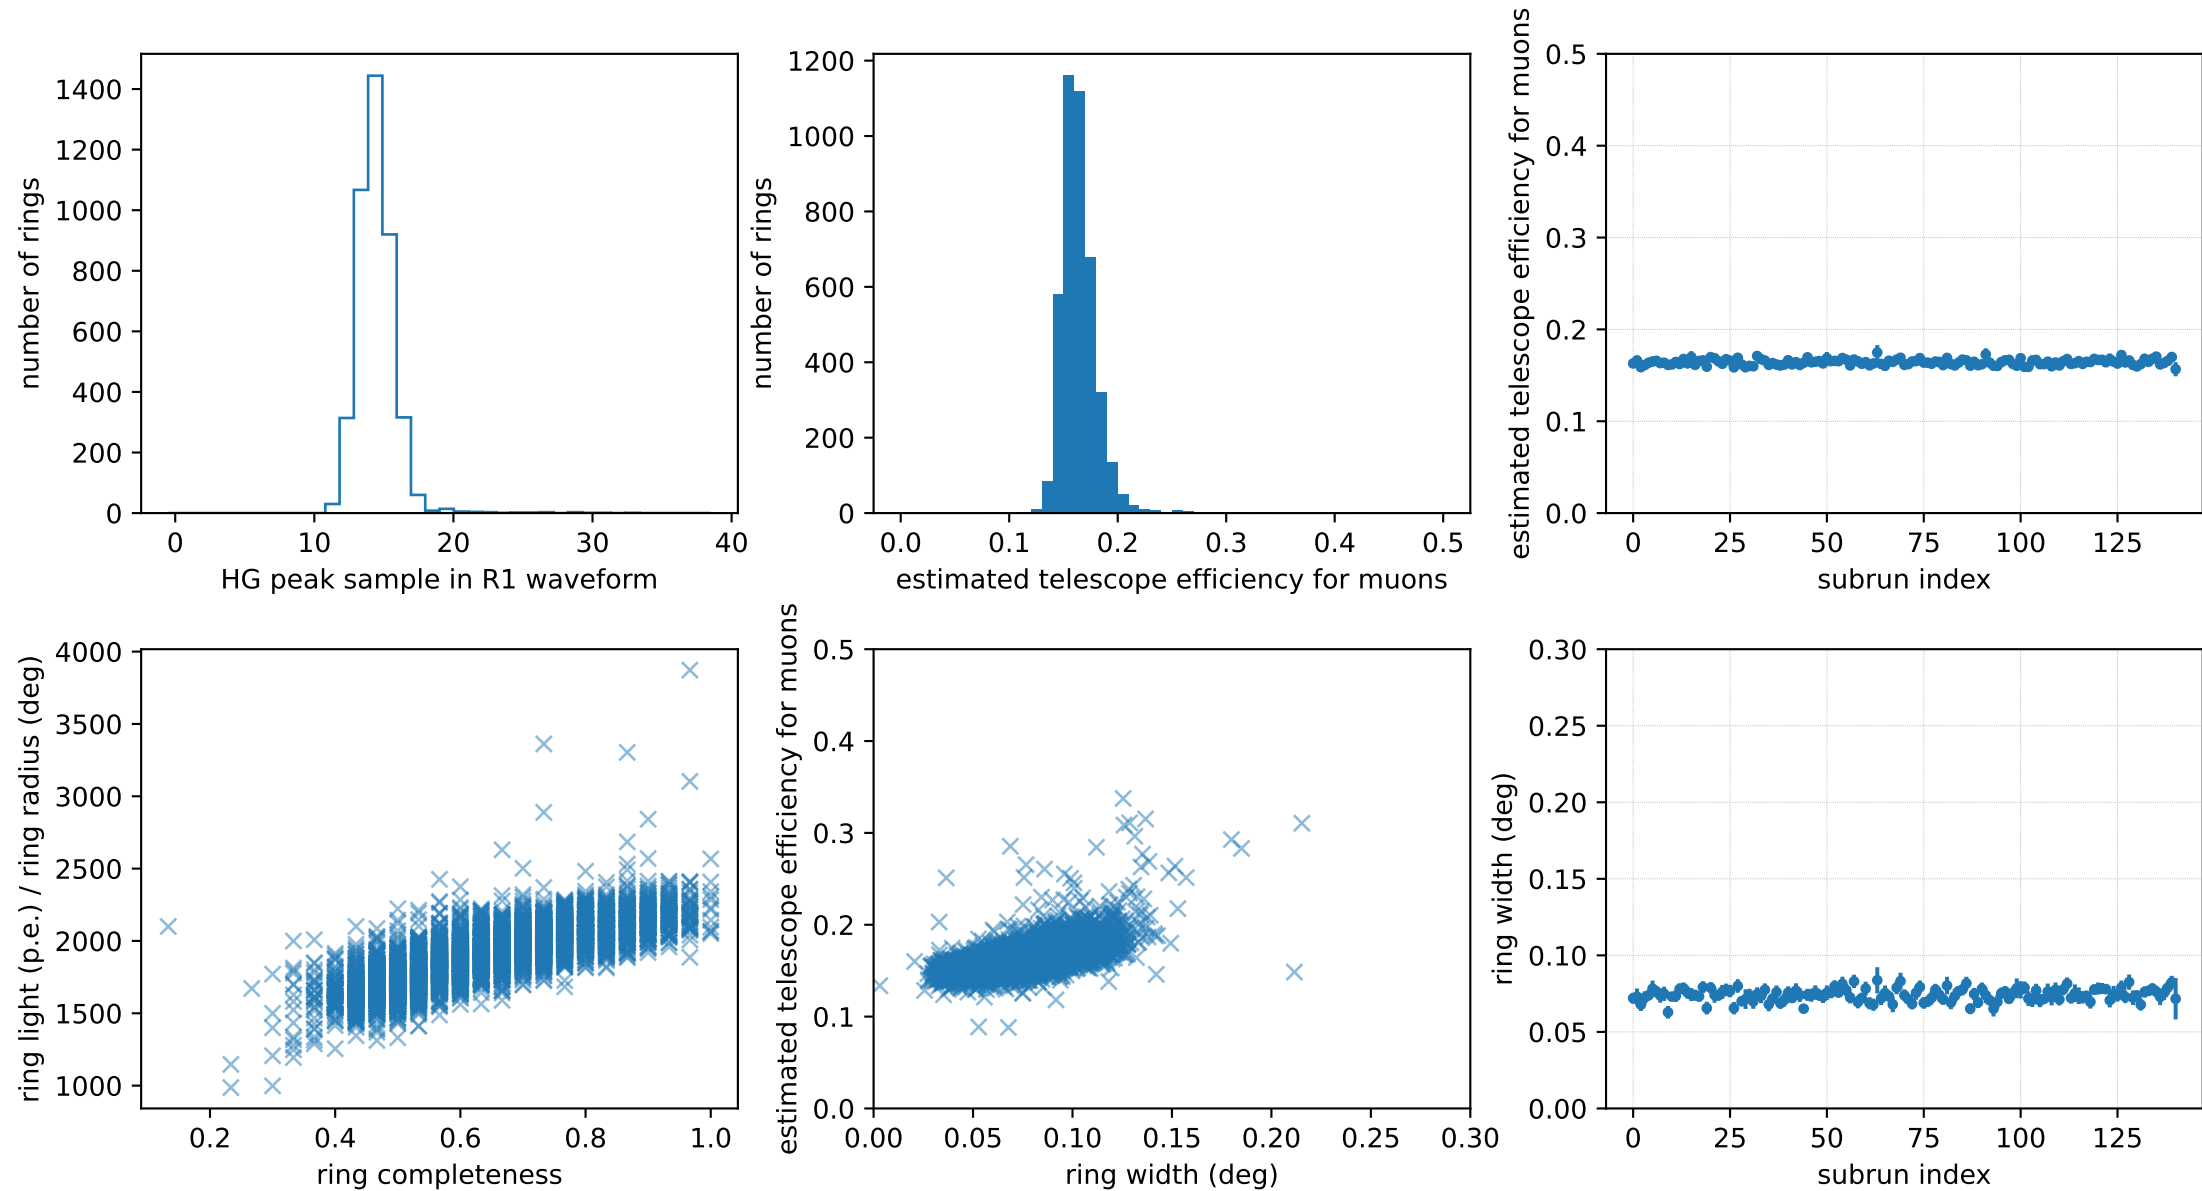 number of rings
1400
1200
1000
800
600
400
200
0
0 10 20 30 40
HG peak sample in R1 waveform
number of rings
1200
1000
800
600
400
200
0
0.0 0.1 0.2 0.3 0.4 0.5
estimated telescope efficiency for muons
estimated telescope efficiency for muons
0.5
0.4
0.3
0.2
0.1
0.0
0 25 50 75 100 125
subrun index
ring light (p.e.) / ring radius (deg)
4000
3500
3000
2500
2000
1500
1000
0.2 0.4 0.6 0.8 1.0
ring completeness
estimated telescope efficiency for muons
0.5
0.4
0.3
0.2
0.1
0.0
0.00 0.05 0.10 0.15 0.20 0.25 0.30
ring width (deg)
ring width (deg)
0.30
0.25
0.20
0.15
0.10
0.05
0.00
0 25 50 75 100 125
subrun index